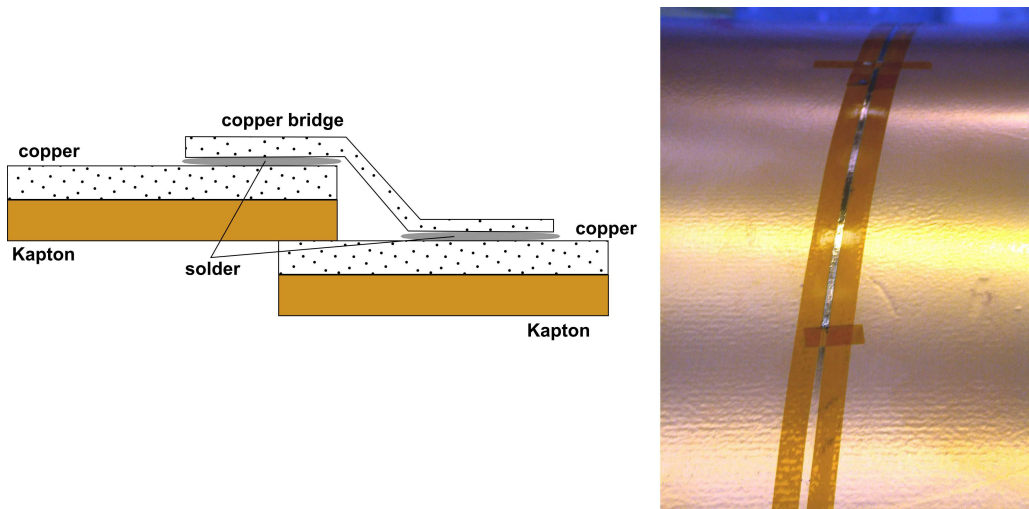 copper bridge
copper
Kapton
solder
copper
Kapton